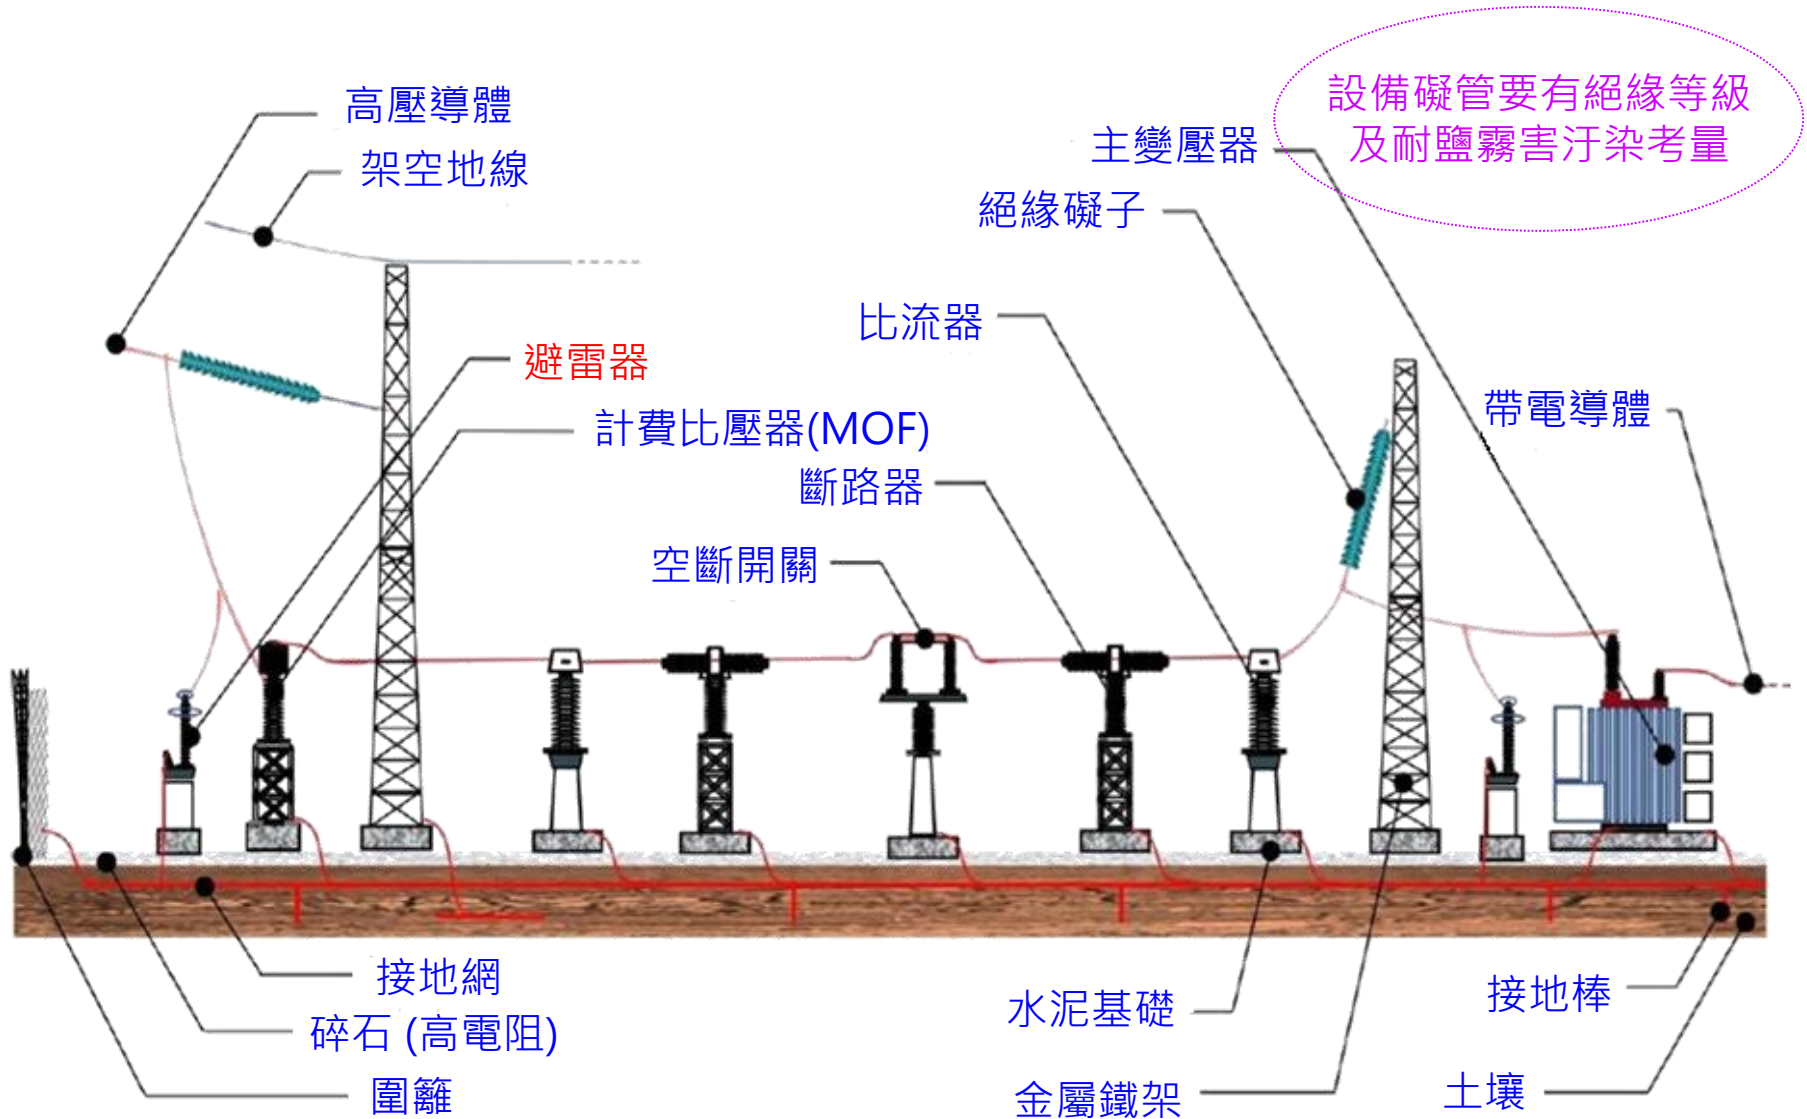 設備礙管要有絕緣等級
及耐鹽霧害汙染考量
高壓導體
主變壓器
架空地線
絕緣礙子
比流器
避雷器
帶電導體
計費比壓器(MOF)
斷路器
空斷開關
接地網
接地棒
水泥基礎
碎石 (高電阻)
圍籬
金屬鐵架
土壤